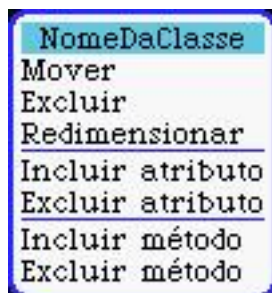 NomeDaClasse
Mover
Excluir
Redimensionar
Incluir atributo
Excluir atributo
Incluir método
Excluir método